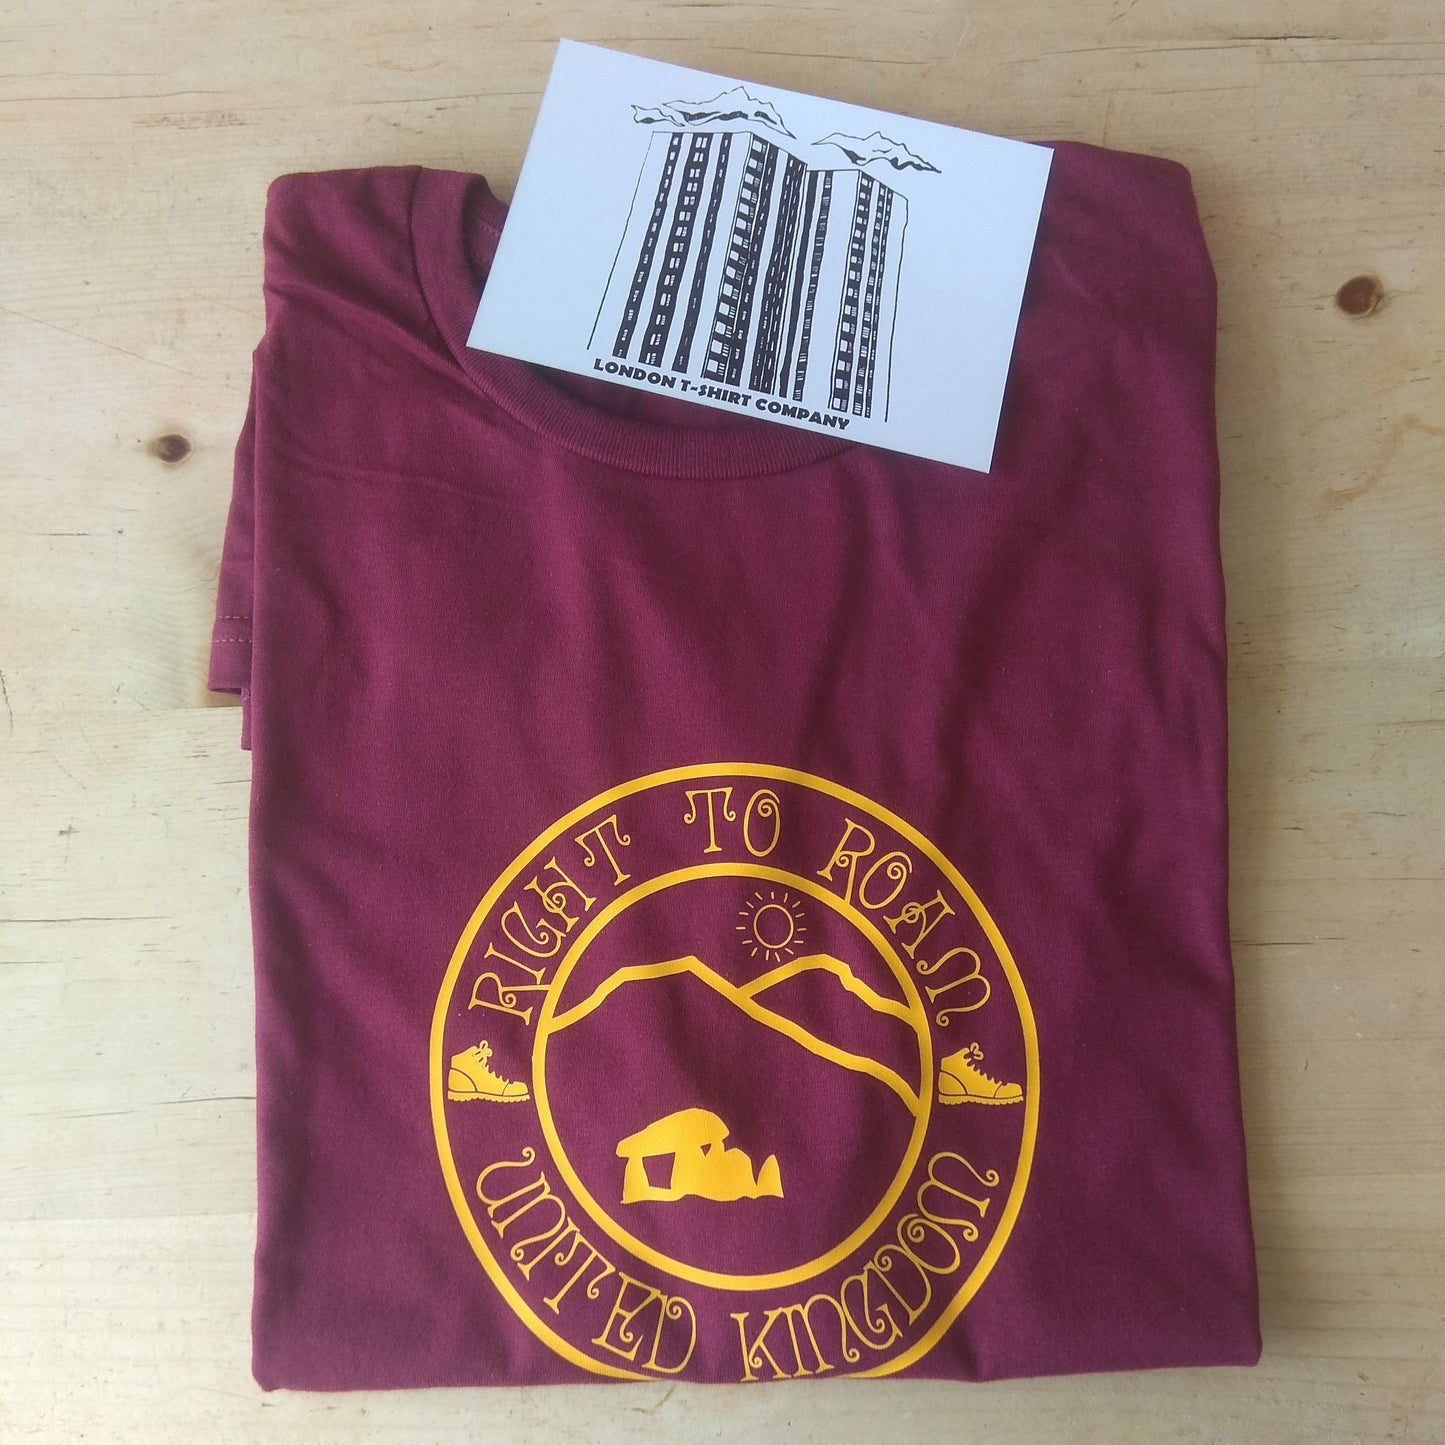 LONDON T-SHIRT COMPANY
RIGHT TO ROAM
UNITED KINGDOM